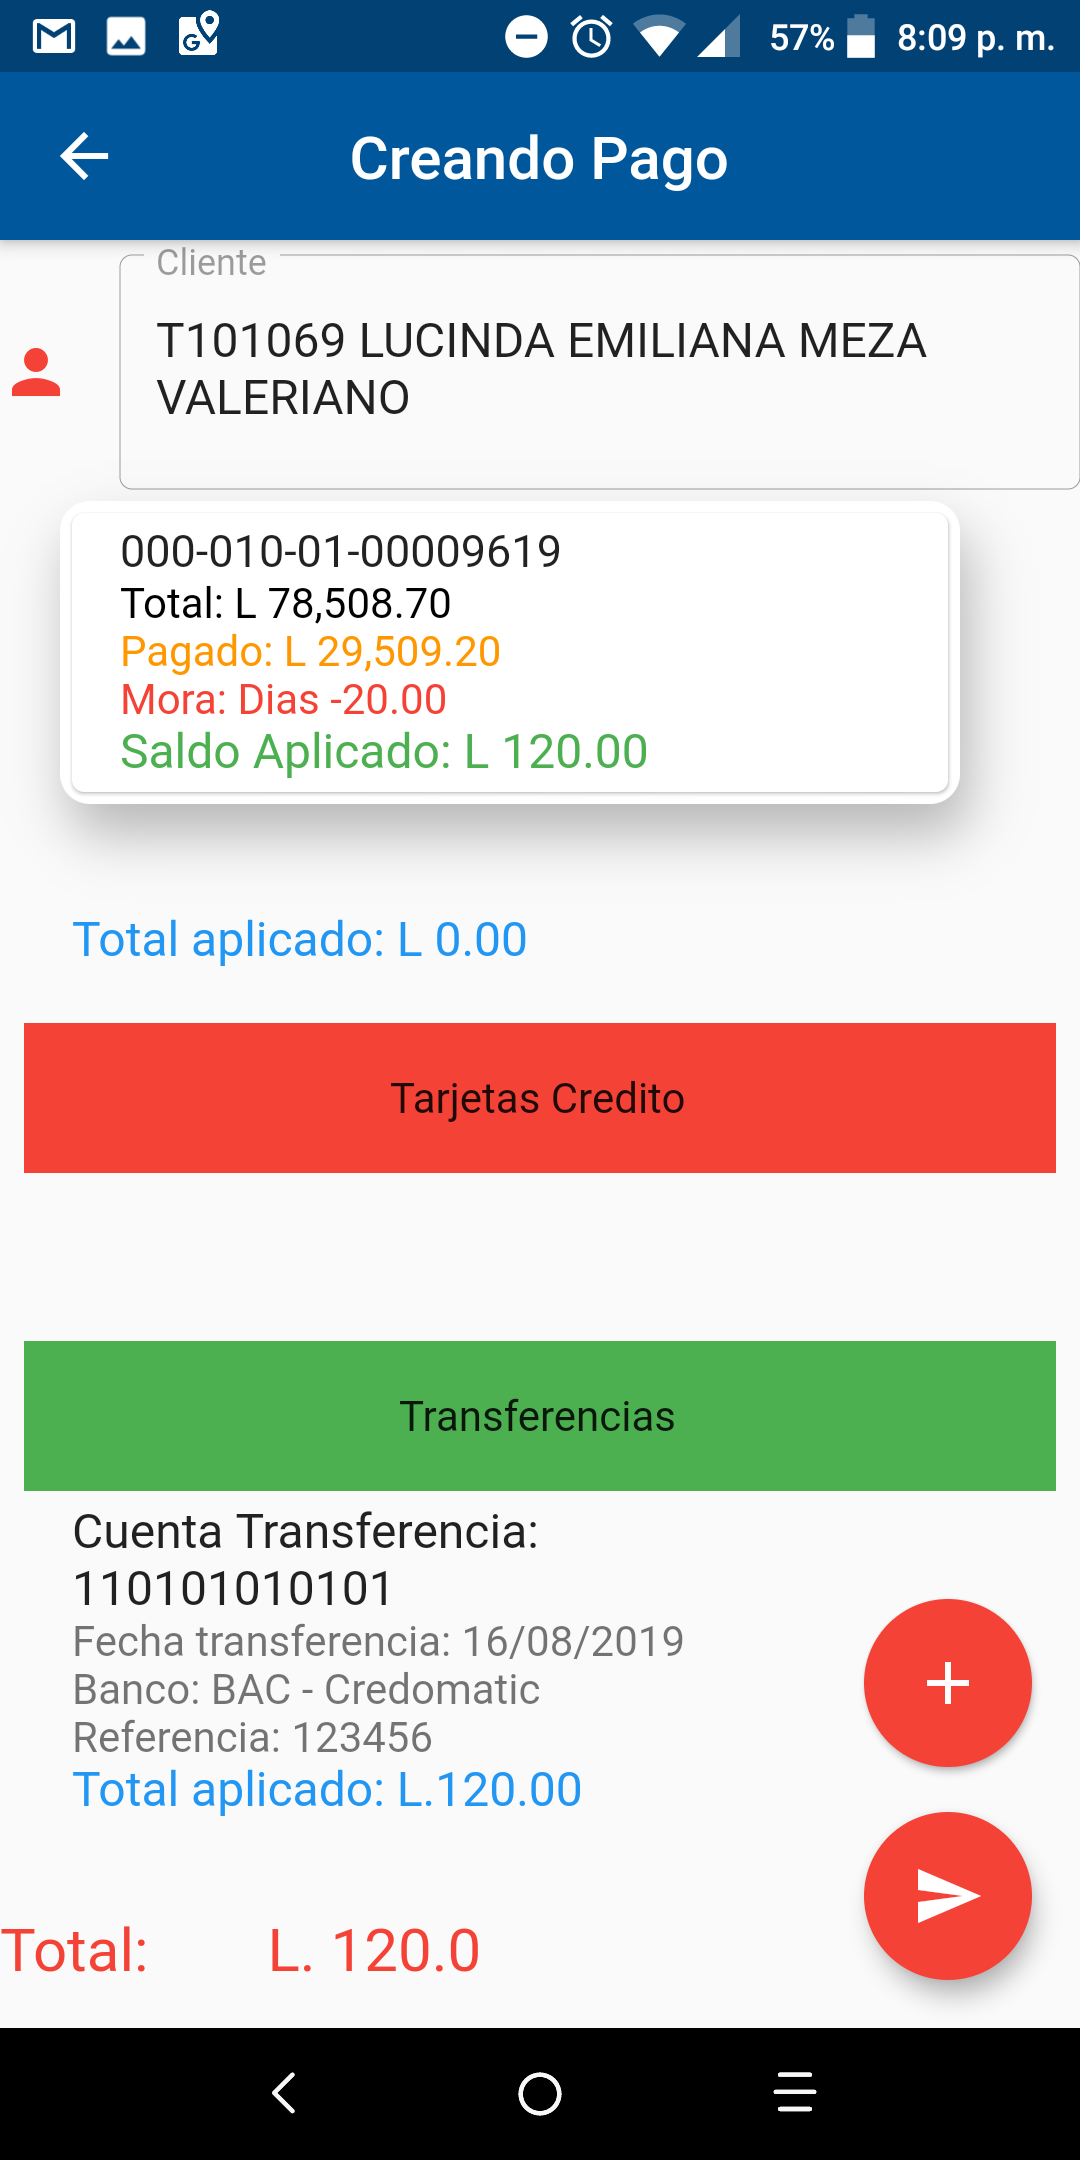 57% 8:09 p. m.
Creando Pago
Cliente
T101069 LUCINDA EMILIANA MEZA
VALERIANO
000-010-01-00009619
Total: L 78,508.70
Pagado: L 29,509.20
Mora: Dias -20.00
Saldo Aplicado: L 120.00
Total aplicado: L 0.00
Tarjetas Credito
Transferencias
Cuenta Transferencia:
110101010101
Fecha transferencia: 16/08/2019
Banco: BAC - Credomatic
Referencia: 123456
Total aplicado: L.120.00
Total: L. 120.0